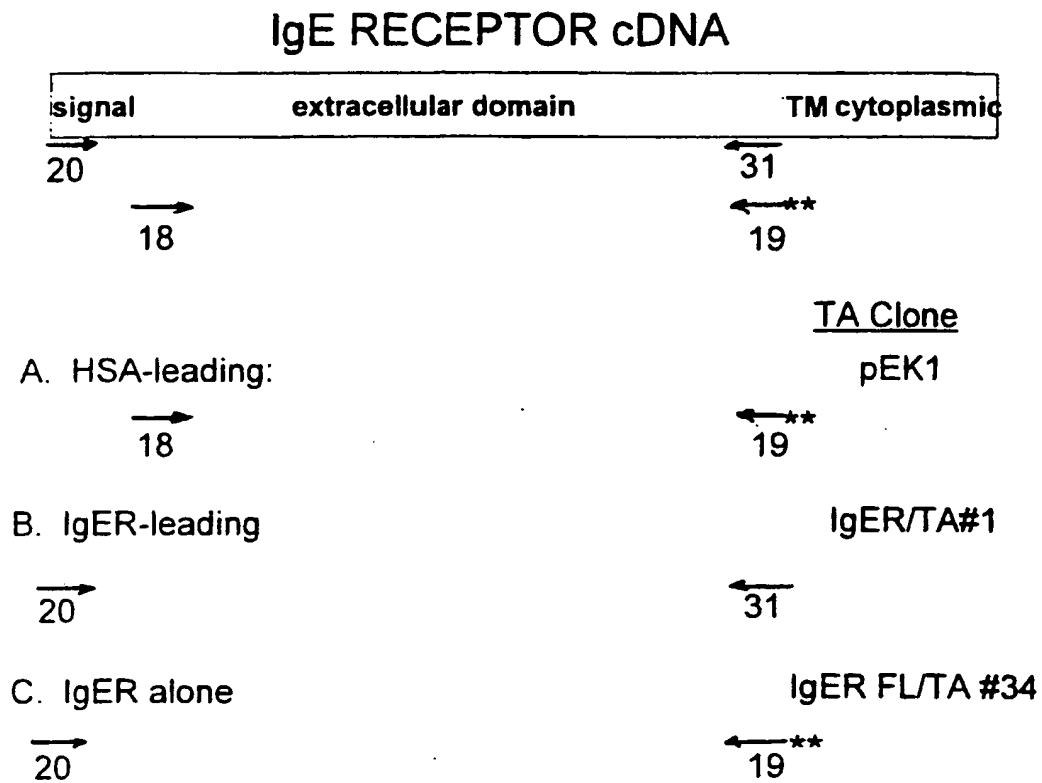 IgE RECEPTOR cDNA
signal extracellular domain TM cytoplasmic
20 31
18 19 **
TA Clone
A. HSA-leading: pEK1
18 19 **
B. IgER-leading IgER/TA#1
20 31
C. IgER alone IgER FL/TA #34
20 19 **